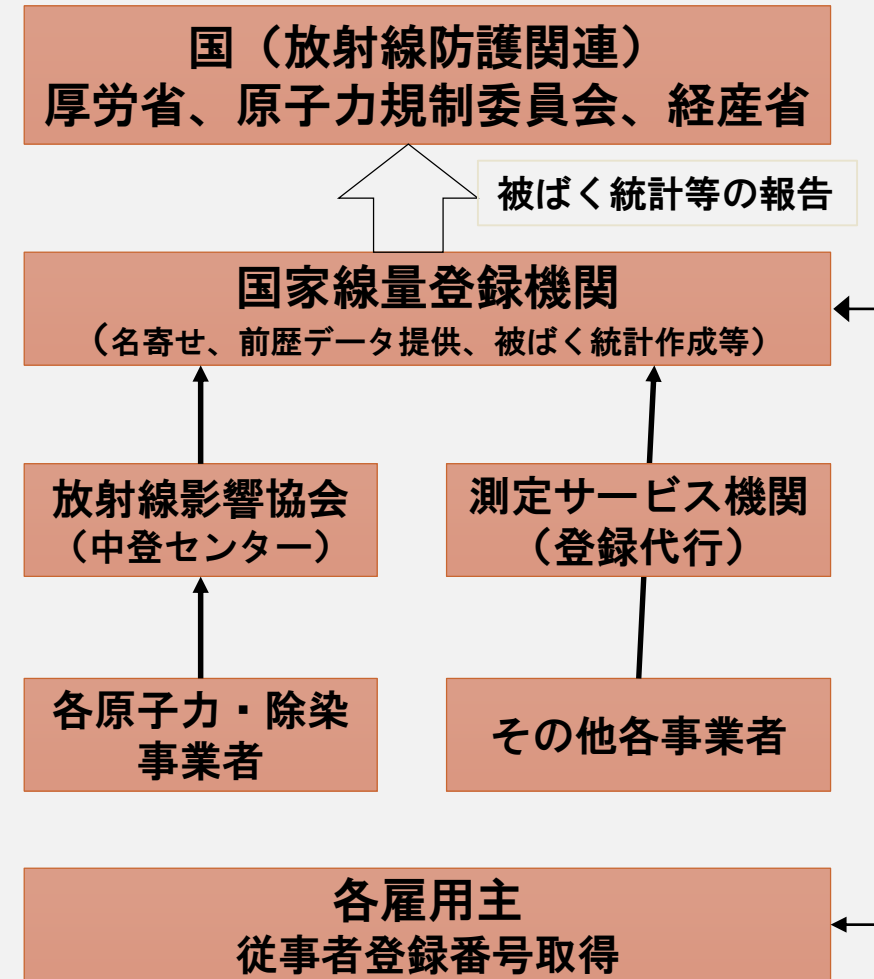 国（放射線防護関連）
厚労省、原子力規制委員会、経産省
被ばく統計等の報告
国家線量登録機関
（名寄せ、前歴データ提供、被ばく統計作成等）
放射線影響協会
（中登センター）
測定サービス機関
（登録代行）
各原子力・除染
事業者
その他各事業者
各雇用主
従事者登録番号取得